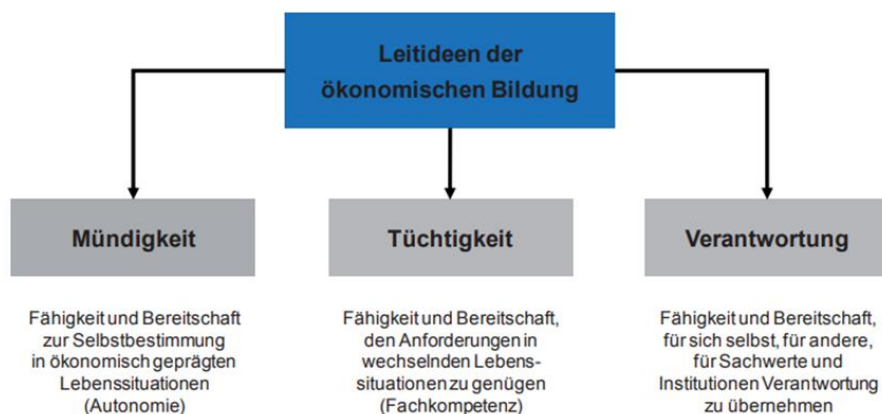 Leitideen der
ökonomischen Bildung
Mündigkeit
Fähigkeit und Bereitschaft
zur Selbstbestimmung
in ökonomisch geprägten
Lebenssituationen
(Autonomie)
Tüchtigkeit
Fähigkeit und Bereitschaft,
den Anforderungen in
wechselnden Lebens-
situationen zu genügen
(Fachkompetenz)
Verantwortung
Fähigkeit und Bereitschaft,
für sich selbst, für andere,
für Sachwerte und
Institutionen Verantwortung
zu übernehmen